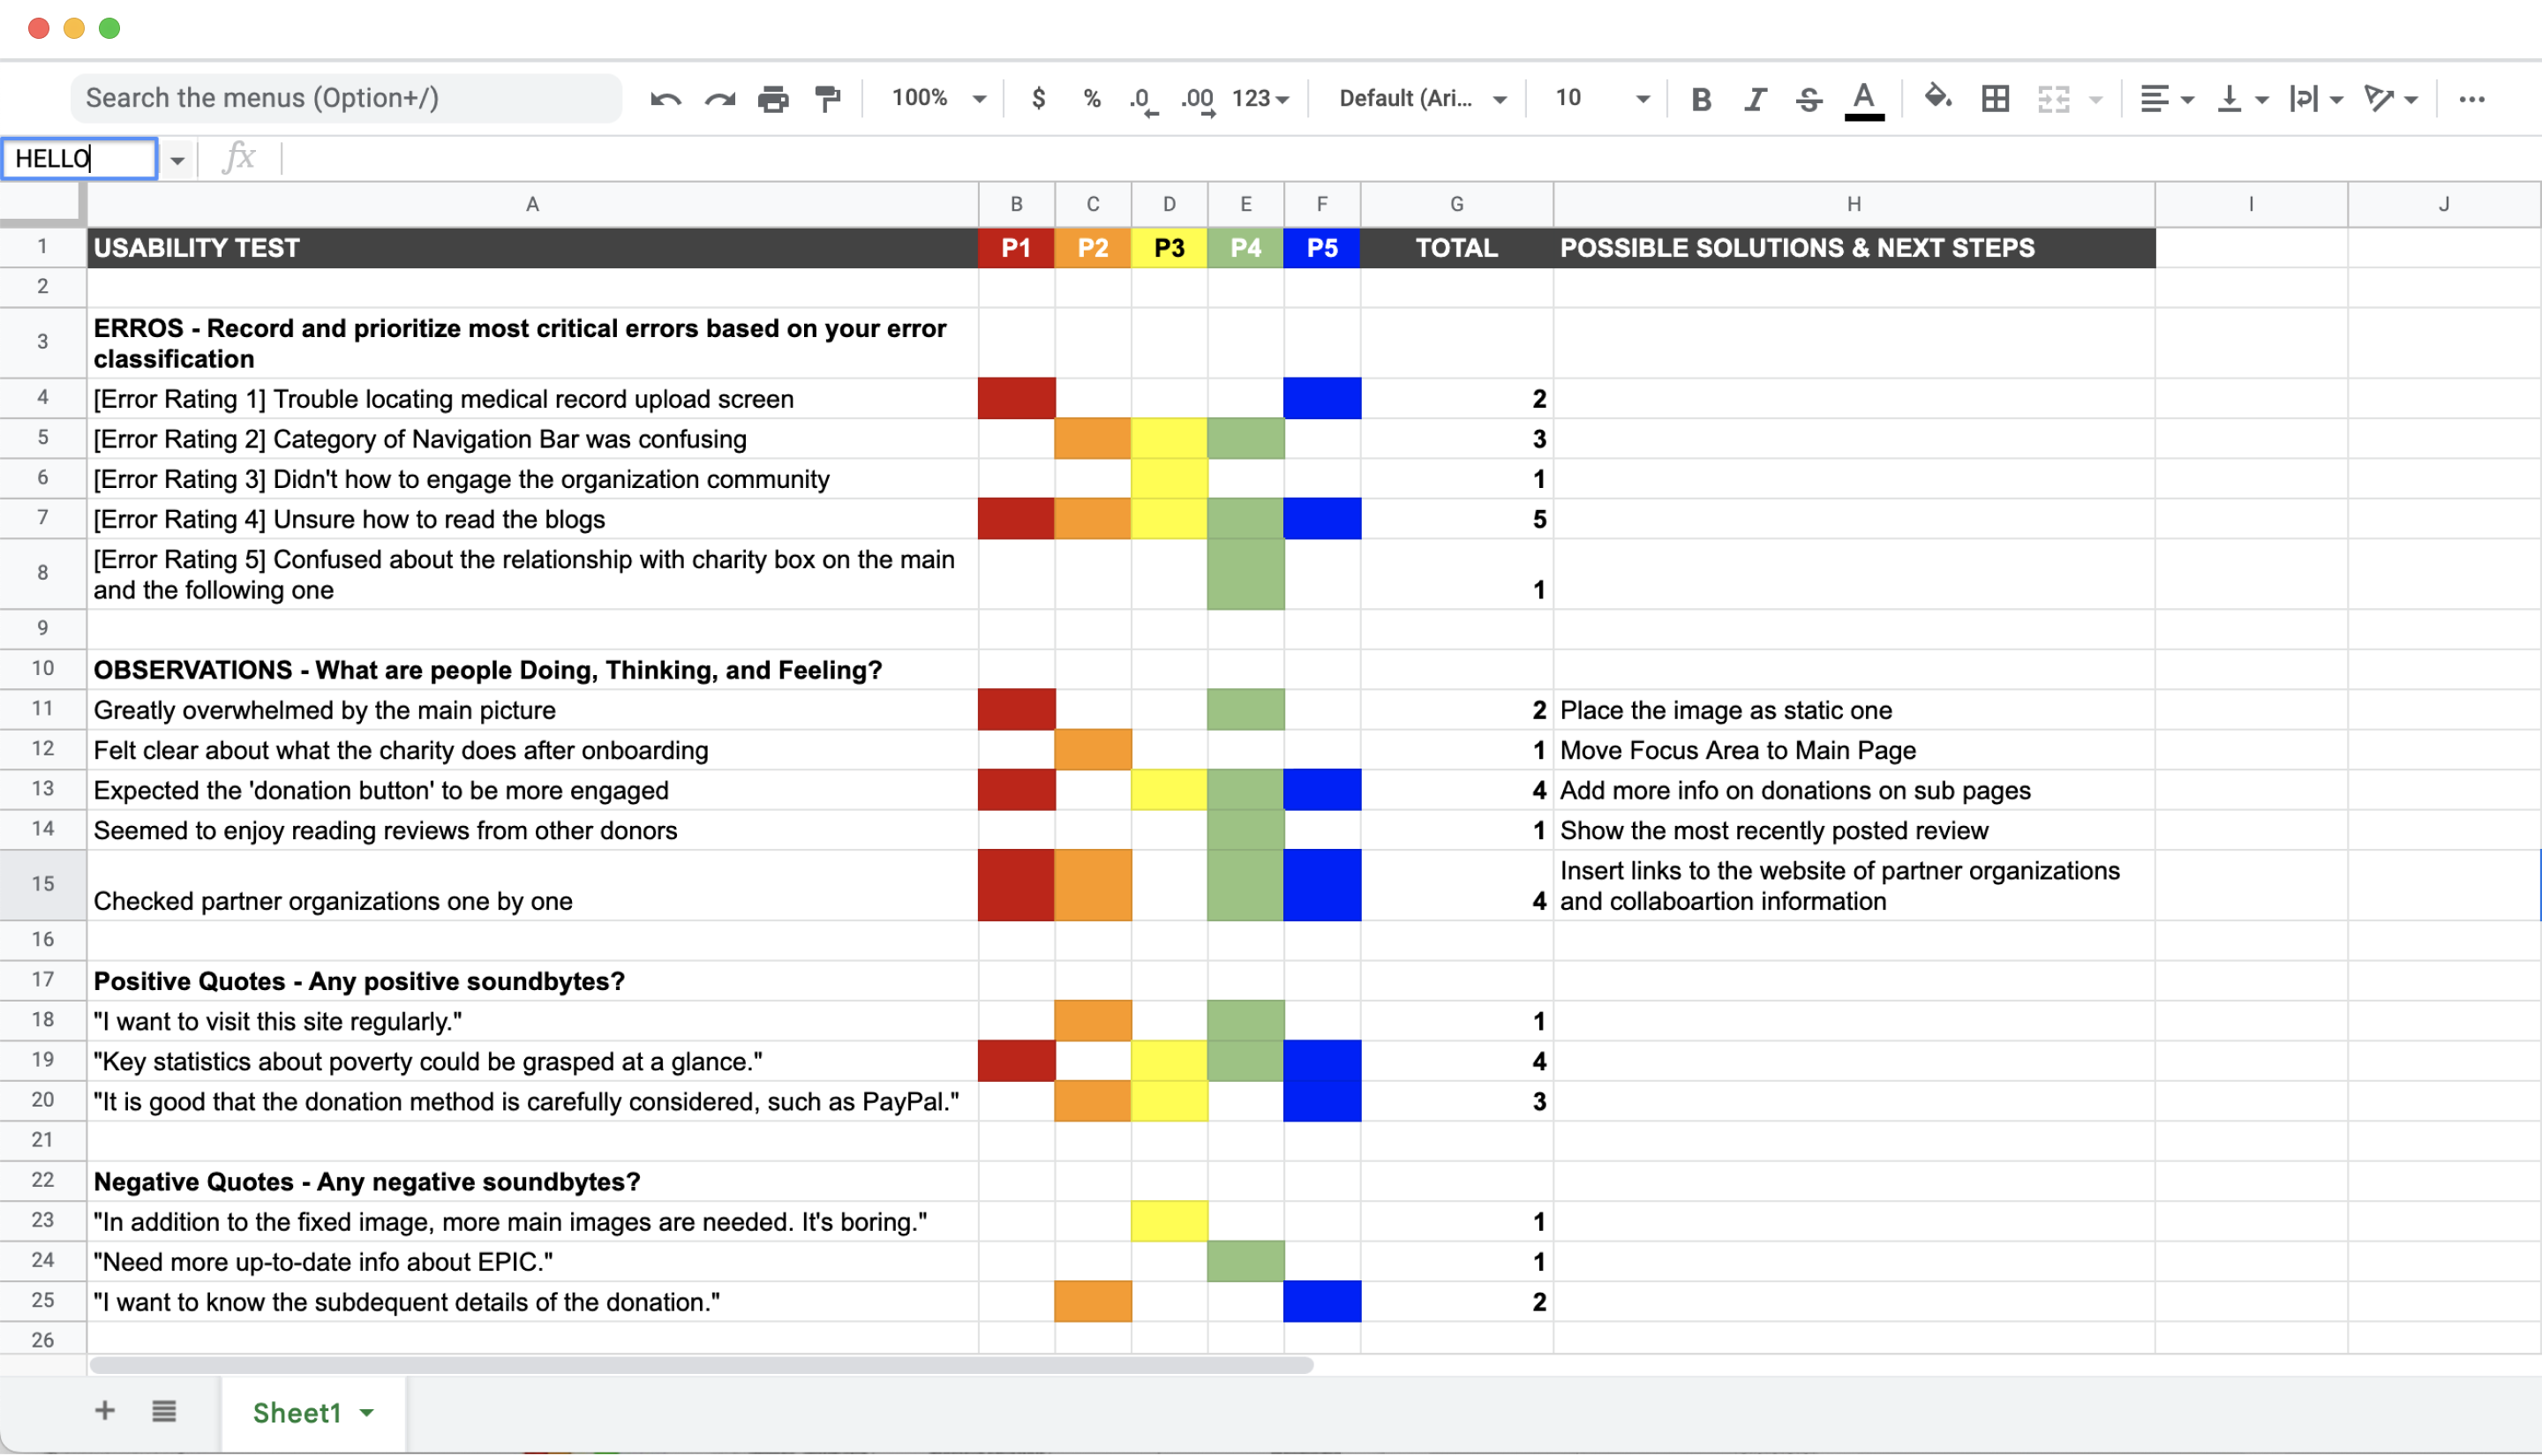 Search the menus (Option+/) 100% $ % .0 .00 123 Default (Ari... 10 B I S A ...
HELLO fx
A B C D E F G H I J
1 USABILITY TEST P1 P2 P3 P4 P5 TOTAL POSSIBLE SOLUTIONS & NEXT STEPS
2
3 ERROS - Record and prioritize most critical errors based on your error
classification
4 [Error Rating 1] Trouble locating medical record upload screen 2
5 [Error Rating 2] Category of Navigation Bar was confusing 3
6 [Error Rating 3] Didn't how to engage the organization community 1
7 [Error Rating 4] Unsure how to read the blogs 5
8 [Error Rating 5] Confused about the relationship with charity box on the main
and the following one 1
9
10 OBSERVATIONS - What are people Doing, Thinking, and Feeling?
11 Greatly overwhelmed by the main picture 2 Place the image as static one
12 Felt clear about what the charity does after onboarding 1 Move Focus Area to Main Page
13 Expected the 'donation button' to be more engaged 4 Add more info on donations on sub pages
14 Seemed to enjoy reading reviews from other donors 1 Show the most recently posted review
Insert links to the website of partner organizations
15 Checked partner organizations one by one 4 and collaboartion information
16
17 Positive Quotes - Any positive soundbytes?
18 "I want to visit this site regularly." 1
19 "Key statistics about poverty could be grasped at a glance." 4
20 "It is good that the donation method is carefully considered, such as PayPal." 3
21
22 Negative Quotes - Any negative soundbytes?
23 "In addition to the fixed image, more main images are needed. It's boring." 1
24 "Need more up-to-date info about EPIC." 1
25 "I want to know the subdequent details of the donation." 2
26
+ Sheet1